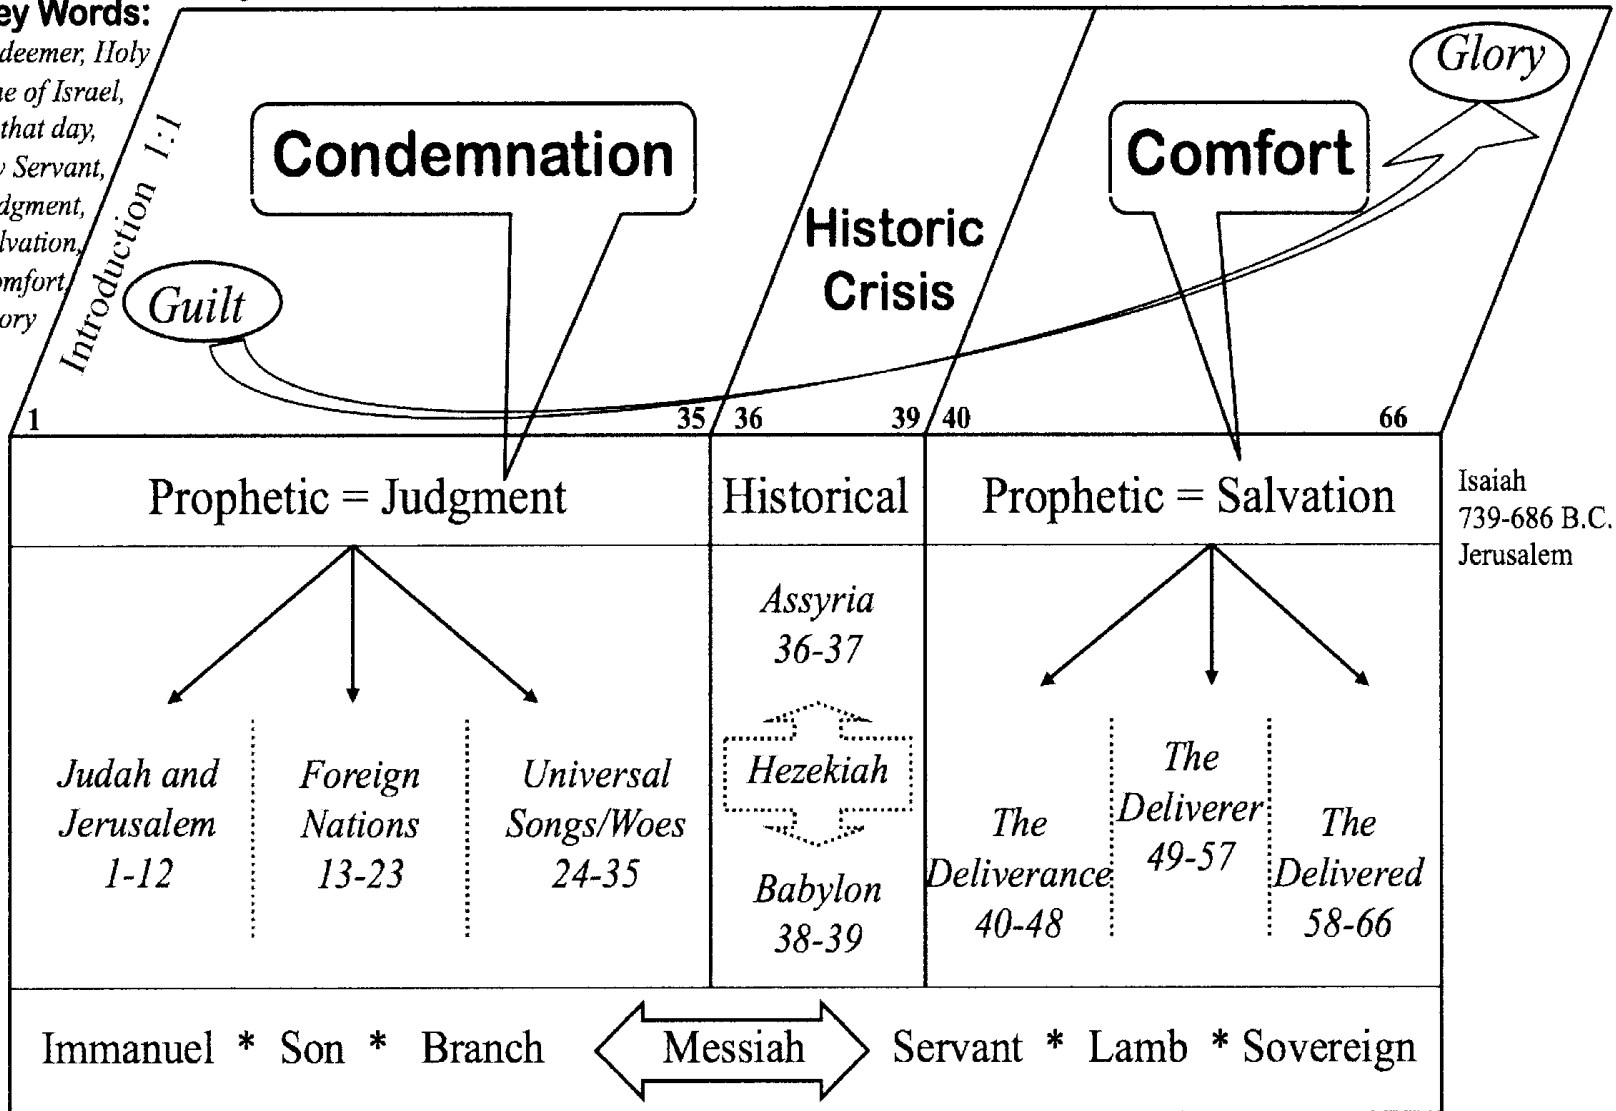 ey Words:
deemer, Holy
ne of Israel,
that day,
y Servant,
dgment,
lvation,
omfort,
ory
Introduction 1:1
Guilt
Condemnation
Historic
Crisis
Comfort
Glory
1
35
36
39
40
66
Prophetic = Judgment
Historical
Prophetic = Salvation
Isaiah
739-686 B.C.
Jerusalem
Judah and
Jerusalem
1-12
Foreign
Nations
13-23
Universal
Songs/Woes
24-35
Assyria
36-37
Hezekiah
Babylon
38-39
The
Deliverance
40-48
The
Deliverer
49-57
The
Delivered
58-66
Immanuel * Son * Branch
Messiah
Servant * Lamb * Sovereign